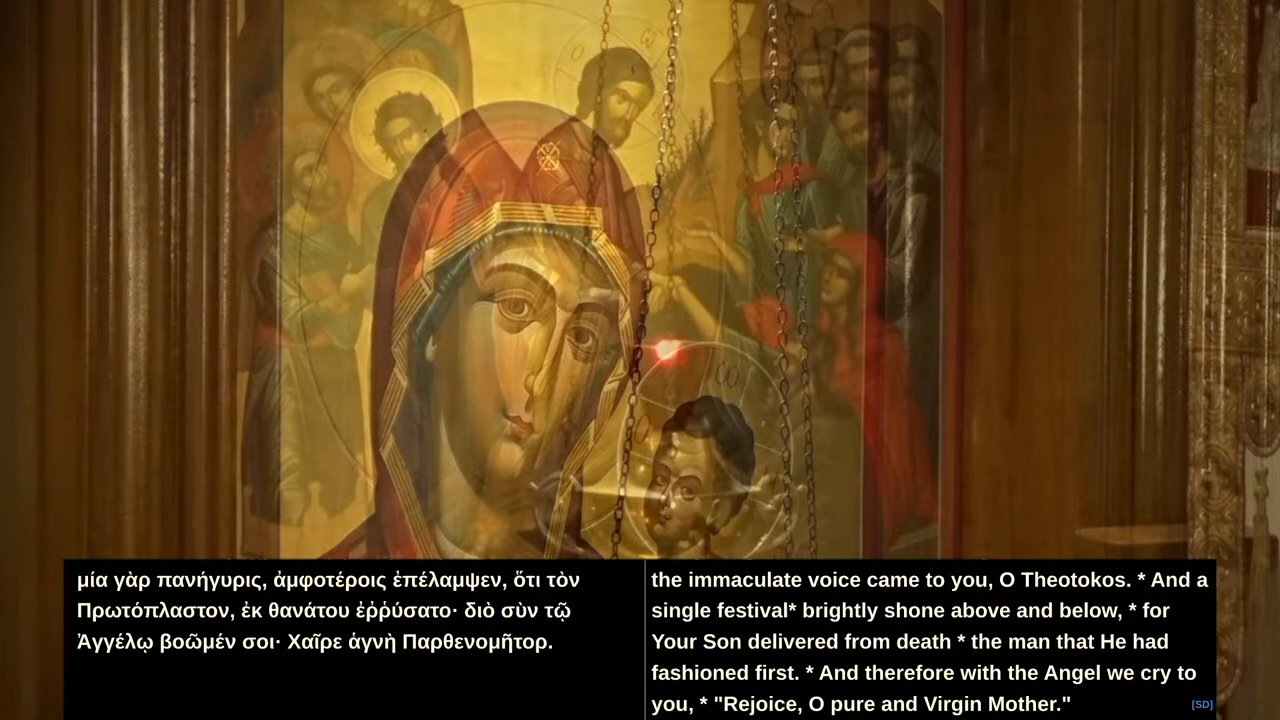 μία γὰρ πανήγυρις, ἀμφοτέροις ἐπέλαμψεν, ὅτι τὸν
Πρωτόπλαστον, ἐκ θανάτου ἐῤῥύσατο· διὸ σὺν τῷ
Ἀγγέλῳ βοῶμέν σοι· Χαῖρε ἁγνὴ Παρθενομῆτορ.
the immaculate voice came to you, O Theotokos. * And a
single festival* brightly shone above and below, * for
Your Son delivered from death * the man that He had
fashioned first. * And therefore with the Angel we cry to
you, * "Rejoice, O pure and Virgin Mother."
[SD]